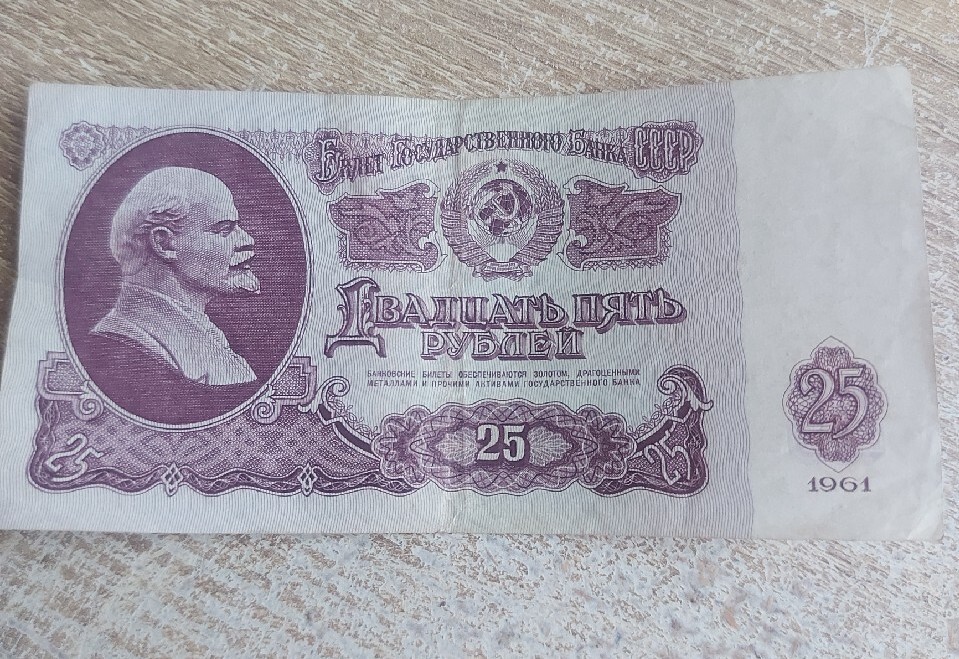 Билет Государственного Банка СССР
Двадцать пять
рублей
БАНКОВСКИЕ БИЛЕТЫ ОБЕСПЕЧИВАЮТСЯ ЗОЛОТОМ, ДРАГОЦЕННЫМИ
МЕТАЛЛАМИ И ПРОЧИМИ АКТИВАМИ ГОСУДАРСТВЕННОГО БАНКА
25
25
25
25
1961